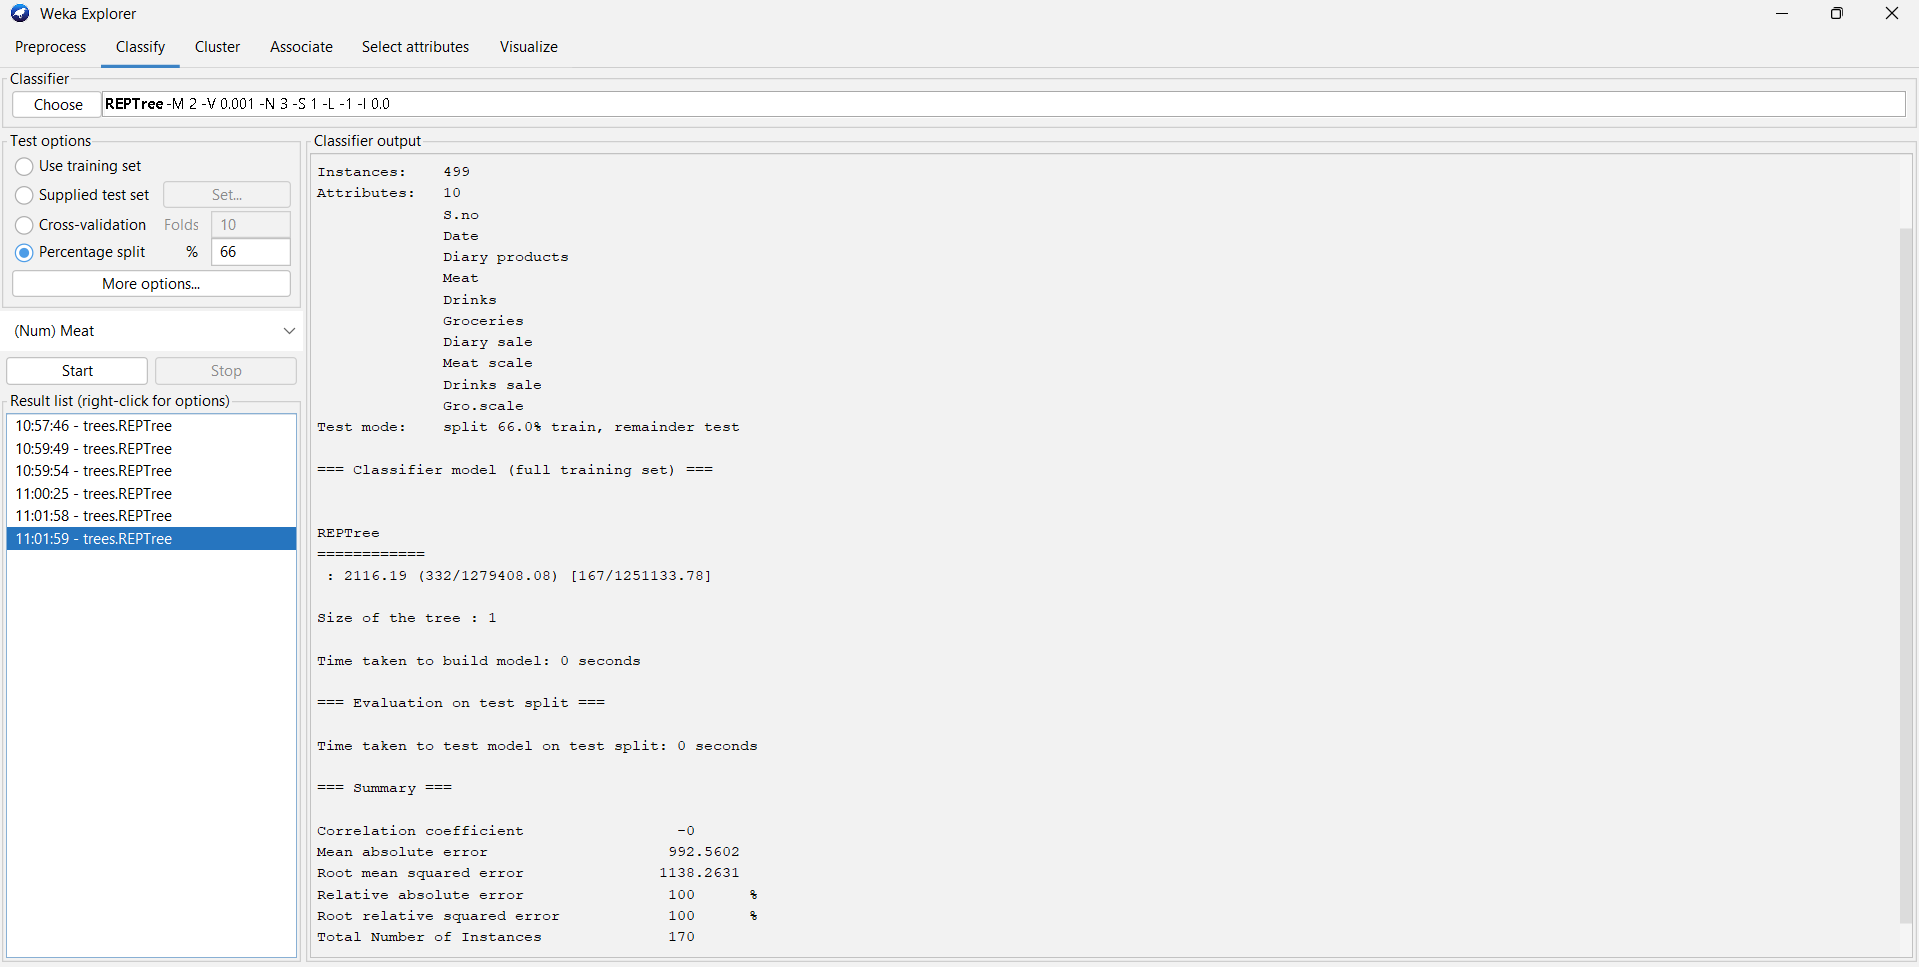 Weka Explorer
Preprocess Classify Cluster Associate Select attributes Visualize
Classifier
Choose REPTree -M 2 -V 0.001 -N 3 -S 1 -L -1 -I 0.0
Test options
Use training set
Supplied test set Set...
Cross-validation Folds 10
Percentage split % 66
More options...
(Num) Meat
Start Stop
Result list (right-click for options)
10:57:46 - trees.REPTree
10:59:49 - trees.REPTree
10:59:54 - trees.REPTree
11:00:25 - trees.REPTree
11:01:58 - trees.REPTree
11:01:59 - trees.REPTree
Classifier output
Instances: 499
Attributes: 10
S.no
Date
Diary products
Meat
Drinks
Groceries
Diary sale
Meat scale
Drinks sale
Gro.scale
Test mode: split 66.0% train, remainder test
=== Classifier model (full training set) ===
REPTree
============
: 2116.19 (332/1279408.08) [167/1251133.78]
Size of the tree : 1
Time taken to build model: 0 seconds
=== Evaluation on test split ===
Time taken to test model on test split: 0 seconds
=== Summary ===
Correlation coefficient -0
Mean absolute error 992.5602
Root mean squared error 1138.2631
Relative absolute error 100 %
Root relative squared error 100 %
Total Number of Instances 170